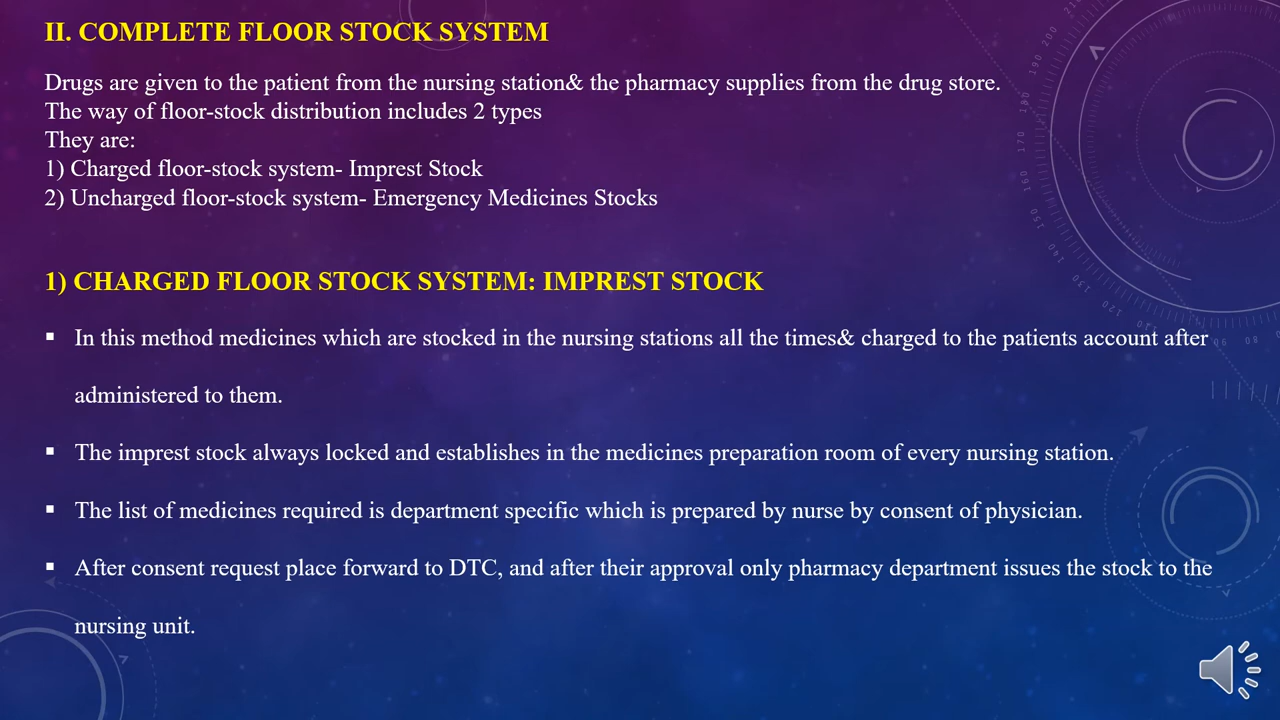 II. COMPLETE FLOOR STOCK SYSTEM
Drugs are given to the patient from the nursing station& the pharmacy supplies from the drug store.
The way of floor-stock distribution includes 2 types
They are:
1) Charged floor-stock system- Imprest Stock
2) Uncharged floor-stock system- Emergency Medicines Stocks
1) CHARGED FLOOR STOCK SYSTEM: IMPREST STOCK
▪ In this method medicines which are stocked in the nursing stations all the times& charged to the patients account after
administered to them.
▪ The imprest stock always locked and establishes in the medicines preparation room of every nursing station.
▪ The list of medicines required is department specific which is prepared by nurse by consent of physician.
▪ After consent request place forward to DTC, and after their approval only pharmacy department issues the stock to the
nursing unit.